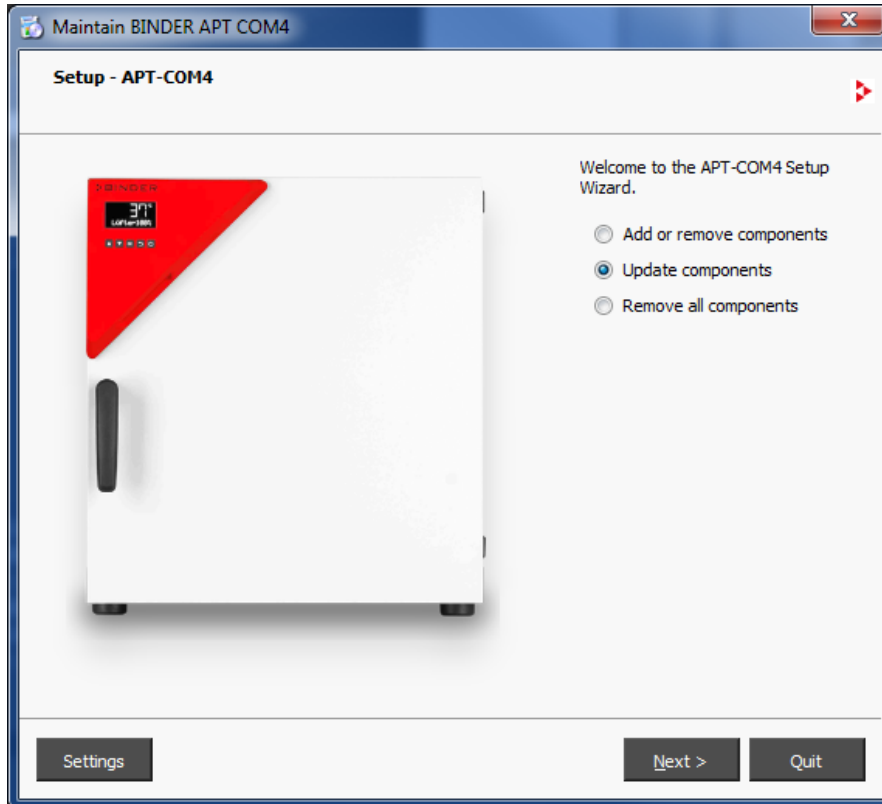 Maintain BINDER APT COM4
Setup - APT-COM4
BINDER
37°
Lüfter100%
Welcome to the APT-COM4 Setup
Wizard.
Add or remove components
Update components
Remove all components
Settings
Next >
Quit